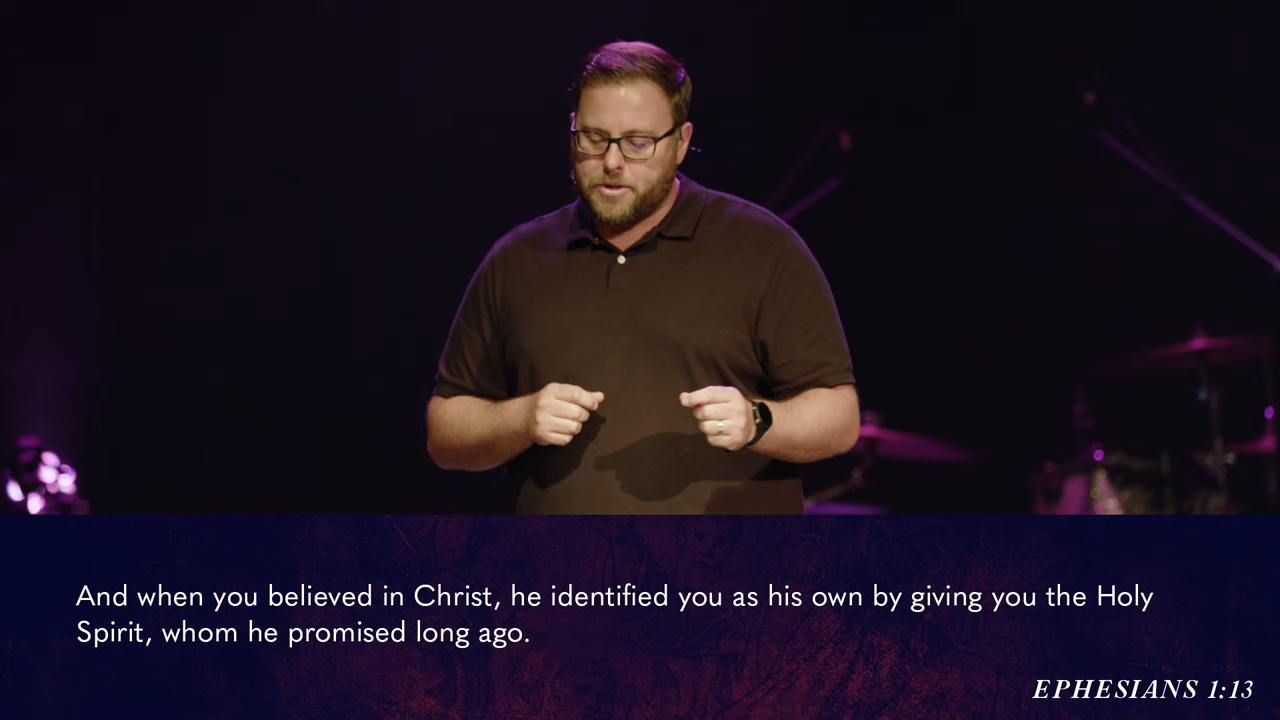 And when you believed in Christ, he identified you as his own by giving you the Holy
Spirit, whom he promised long ago.
EPHESIANS 1:13